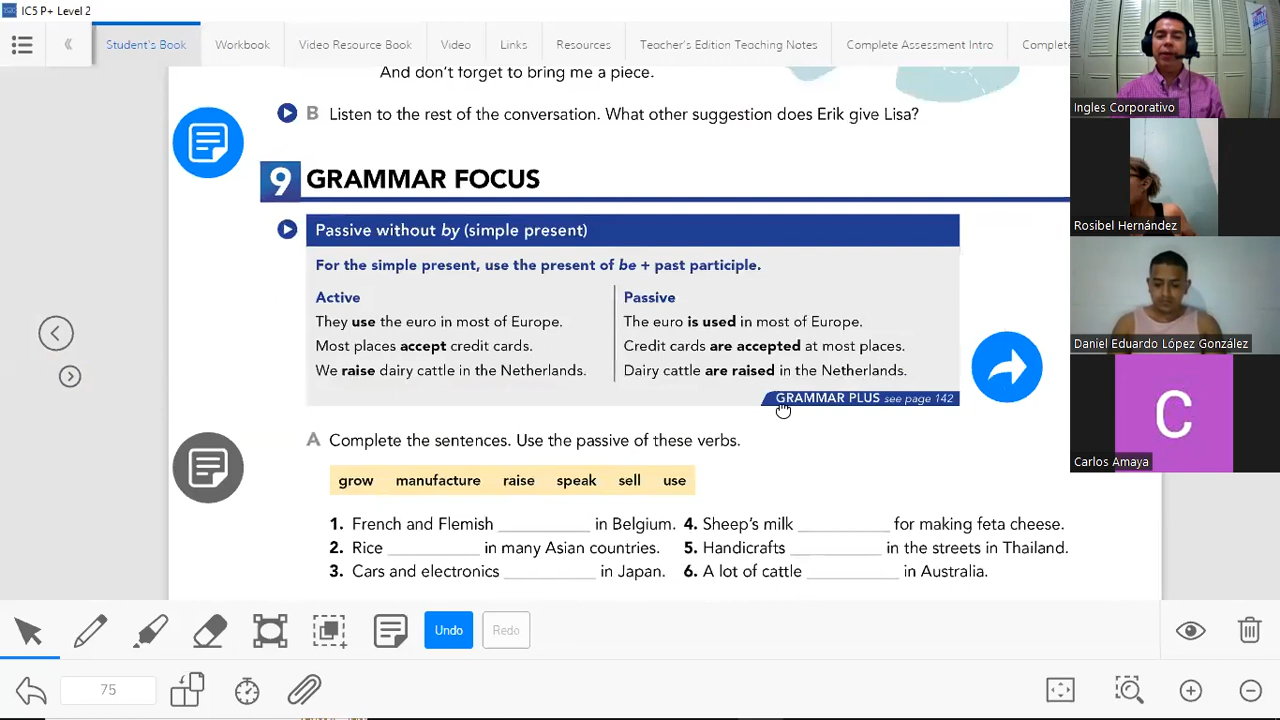 IC5 P+ Level 2
Student's Book
Workbook
Video Resource Book
Video
Links
Resources
Teacher's Edition Teaching Notes
Complete Assessment Intro
Complete
And don't forget to bring me a piece.
B Listen to the rest of the conversation. What other suggestion does Erik give Lisa?
9 GRAMMAR FOCUS
Passive without by (simple present)
For the simple present, use the present of be + past participle.
Active
They use the euro in most of Europe.
Most places accept credit cards.
We raise dairy cattle in the Netherlands.
Passive
The euro is used in most of Europe.
Credit cards are accepted at most places.
Dairy cattle are raised in the Netherlands.
GRAMMAR PLUS see page 142
A Complete the sentences. Use the passive of these verbs.
grow manufacture raise speak sell use
1. French and Flemish ___________ in Belgium.
2. Rice ___________ in many Asian countries.
3. Cars and electronics ___________ in Japan.
4. Sheep's milk ___________ for making feta cheese.
5. Handicrafts ___________ in the streets in Thailand.
6. A lot of cattle ___________ in Australia.
Undo
Redo
75
Ingles Corporativo
Rosibel Hernández
Daniel Eduardo López González
C
Carlos Amaya